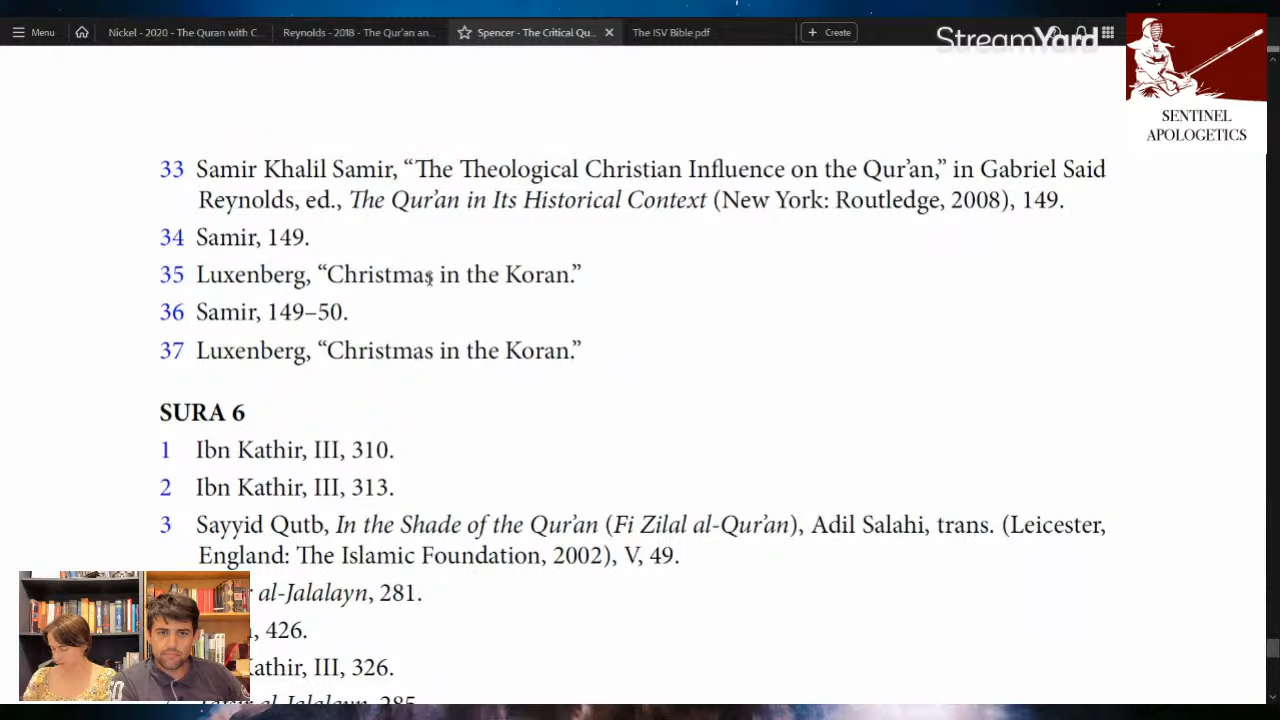 Menu
Nickel - 2020 - The Quran with C...
Reynolds - 2018 - The Qur'an an...
Spencer - The Critical Qu...
The ISV Bible.pdf
Create
StreamYard
SENTINEL
APOLOGETICS
33 Samir Khalil Samir, “The Theological Christian Influence on the Qur’an,” in Gabriel Said
Reynolds, ed., The Qur’an in Its Historical Context (New York: Routledge, 2008), 149.
34 Samir, 149.
35 Luxenberg, “Christmas in the Koran.”
36 Samir, 149–50.
37 Luxenberg, “Christmas in the Koran.”
SURA 6
1 Ibn Kathir, III, 310.
2 Ibn Kathir, III, 313.
3 Sayyid Qutb, In the Shade of the Qur’an (Fi Zilal al-Qur’an), Adil Salahi, trans. (Leicester,
England: The Islamic Foundation, 2002), V, 49.
al-Jalalayn, 281.
, 426.
Kathir, III, 326.
al-Jalalayn, 285.